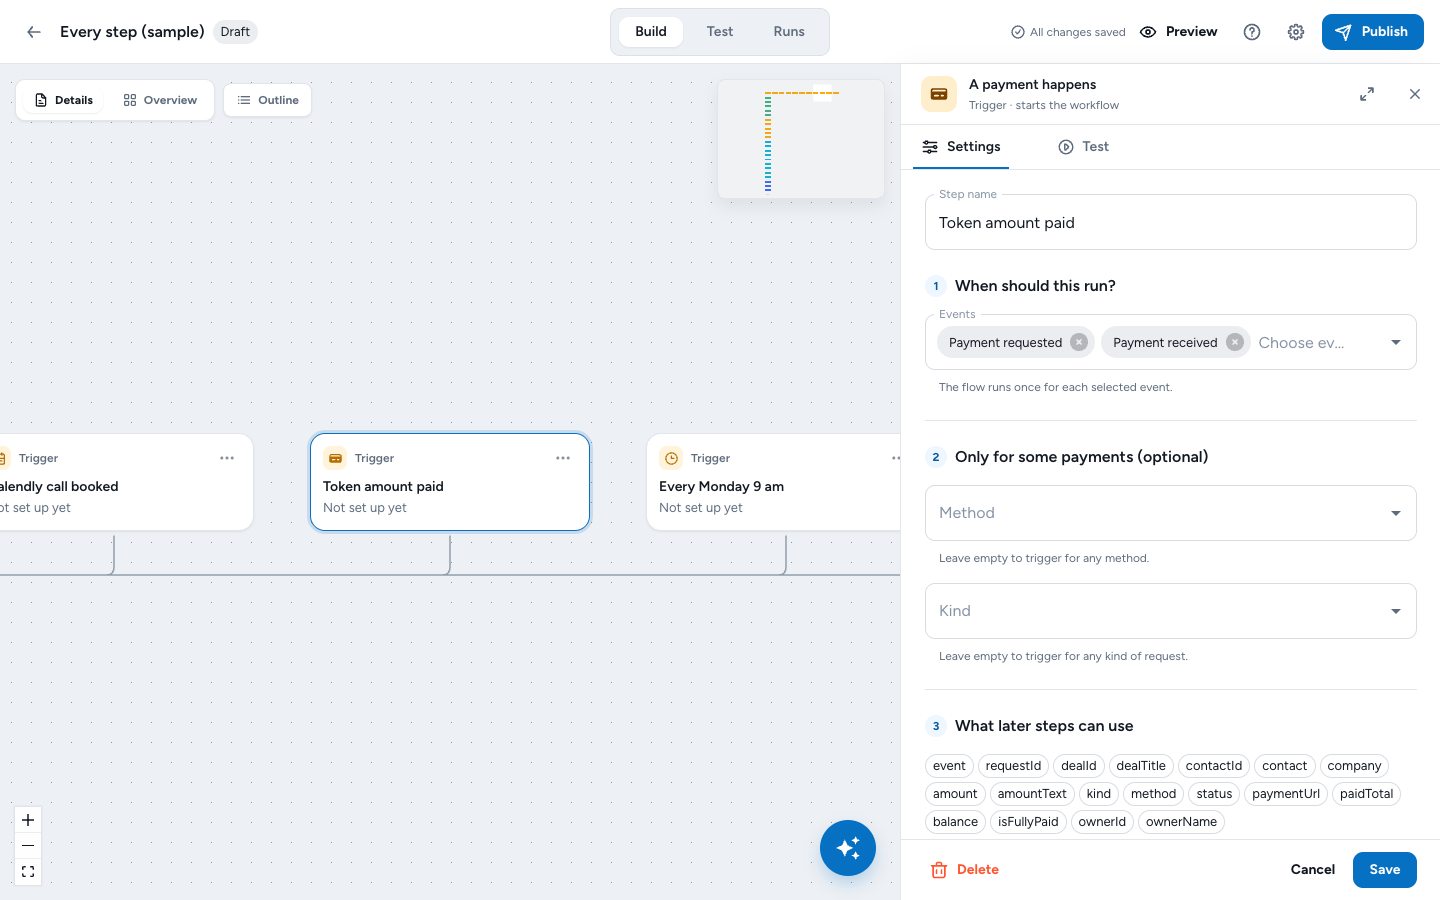 Every step (sample)
Draft
Build
Test
Runs
All changes saved
Preview
Publish
Details
Overview
Outline
A payment happens
Trigger · starts the workflow
Settings
Test
Step name
Token amount paid
1
When should this run?
Events
Payment requested
Payment received
Choose ev...
The flow runs once for each selected event.
2
Only for some payments (optional)
Method
Leave empty to trigger for any method.
Kind
Leave empty to trigger for any kind of request.
3
What later steps can use
event requestId dealId dealTitle contactId contact company
amount amountText kind method status paymentUrl paidTotal
balance isFullyPaid ownerId ownerName
Delete
Cancel
Save
Trigger
alendly call booked
ot set up yet
Trigger
Token amount paid
Not set up yet
Trigger
Every Monday 9 am
Not set up yet